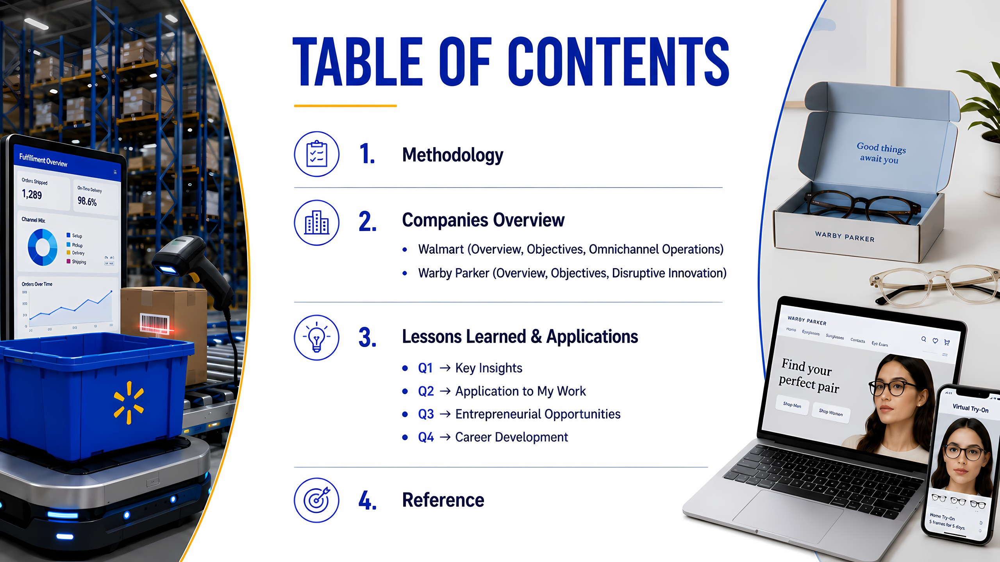 TABLE OF CONTENTS
1. Methodology
2. Companies Overview
• Walmart (Overview, Objectives, Omnichannel Operations)
• Warby Parker (Overview, Objectives, Disruptive Innovation)
3. Lessons Learned & Applications
• Q1 → Key Insights
• Q2 → Application to My Work
• Q3 → Entrepreneurial Opportunities
• Q4 → Career Development
4. Reference
Fulfillment Overview
Orders Shipped
1,289
On-Time Delivery
98.6%
Channel Mix
Shipping
Orders Over Time
Good things
await you
WARBY PARKER
WARBY PARKER
Home Eyeglasses Sunglasses Contacts Eye Exam
Find your
perfect pair
Shop Men Shop Women
Virtual Try-On
Home Try-On
5 frames for 5 days